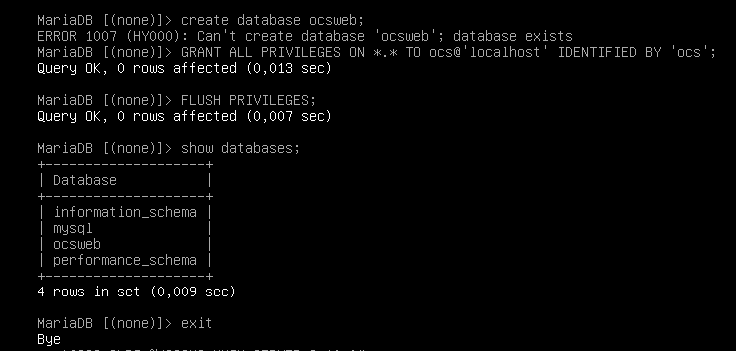 MariaDB [(none)]> create database ocsweb;
ERROR 1007 (HY000): Can't create database 'ocsweb'; database exists
MariaDB [(none)]> GRANT ALL PRIVILEGES ON *.* TO ocs@'localhost' IDENTIFIED BY 'ocs';
Query OK, 0 rows affected (0,013 sec)
MariaDB [(none)]> FLUSH PRIVILEGES;
Query OK, 0 rows affected (0,007 sec)
MariaDB [(none)]> show databases;
+--------------------+
| Database           |
+--------------------+
| information_schema |
| mysql              |
| ocsweb             |
| performance_schema |
+--------------------+
4 rows in set (0,009 sec)
MariaDB [(none)]> exit
Bye